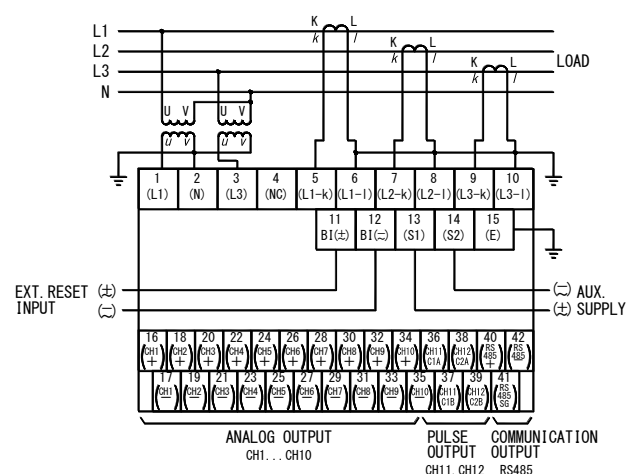 L1
L2
L3
N
K L
k l
K L
k l
K L
k l
LOAD
U V U V
u v u v
1 2 3 4 5 6 7 8 9 10
(L1) (N) (L3) (NC) (L1-k) (L1-l) (L2-k) (L2-l) (L3-k) (L3-l)
11 12 13 14 15
BI(±) BI(=) (S1) (S2) (E)
EXT. RESET (±)
INPUT (=)
(=) AUX.
(±) SUPPLY
16 18 20 22 24 26 28 30 32 34 36 38 40 42
(CH1 +) (CH2 +) (CH3 +) (CH4 +) (CH5 +) (CH6 +) (CH7 +) (CH8 +) (CH9 +) (CH10 +) (CH11 C1A) (CH12 C2A) (RS 485 +) (RS 485 -)
17 19 21 23 25 27 29 31 33 35 37 39 41
(CH1 -) (CH2 -) (CH3 -) (CH4 -) (CH5 -) (CH6 -) (CH7 -) (CH8 -) (CH9 -) (CH10 -) (CH11 C1B) (CH12 C2B) (RS 485 SG)
ANALOG OUTPUT
CH1...CH10
PULSE
OUTPUT
CH11, CH12
COMMUNICATION
OUTPUT
RS485